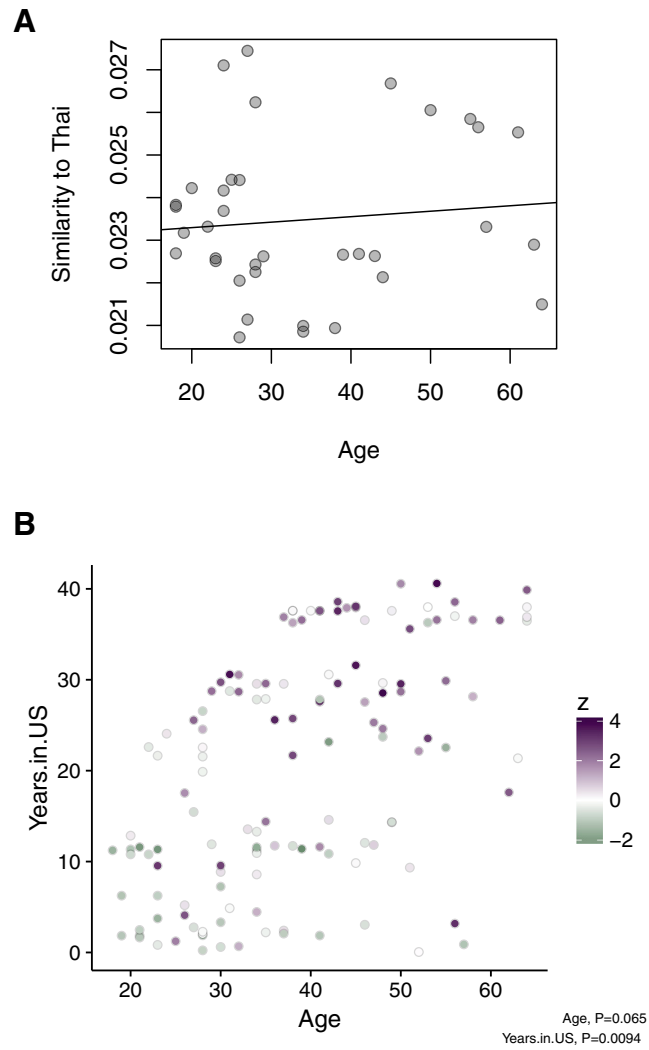 A
Similarity to Thai
0.027
0.025
0.023
0.021
20 30 40 50 60
Age
B
Years.in.US
40
30
20
10
0
20 30 40 50 60
Age
z
4
2
0
−2
Age, P=0.065
Years.in.US, P=0.0094